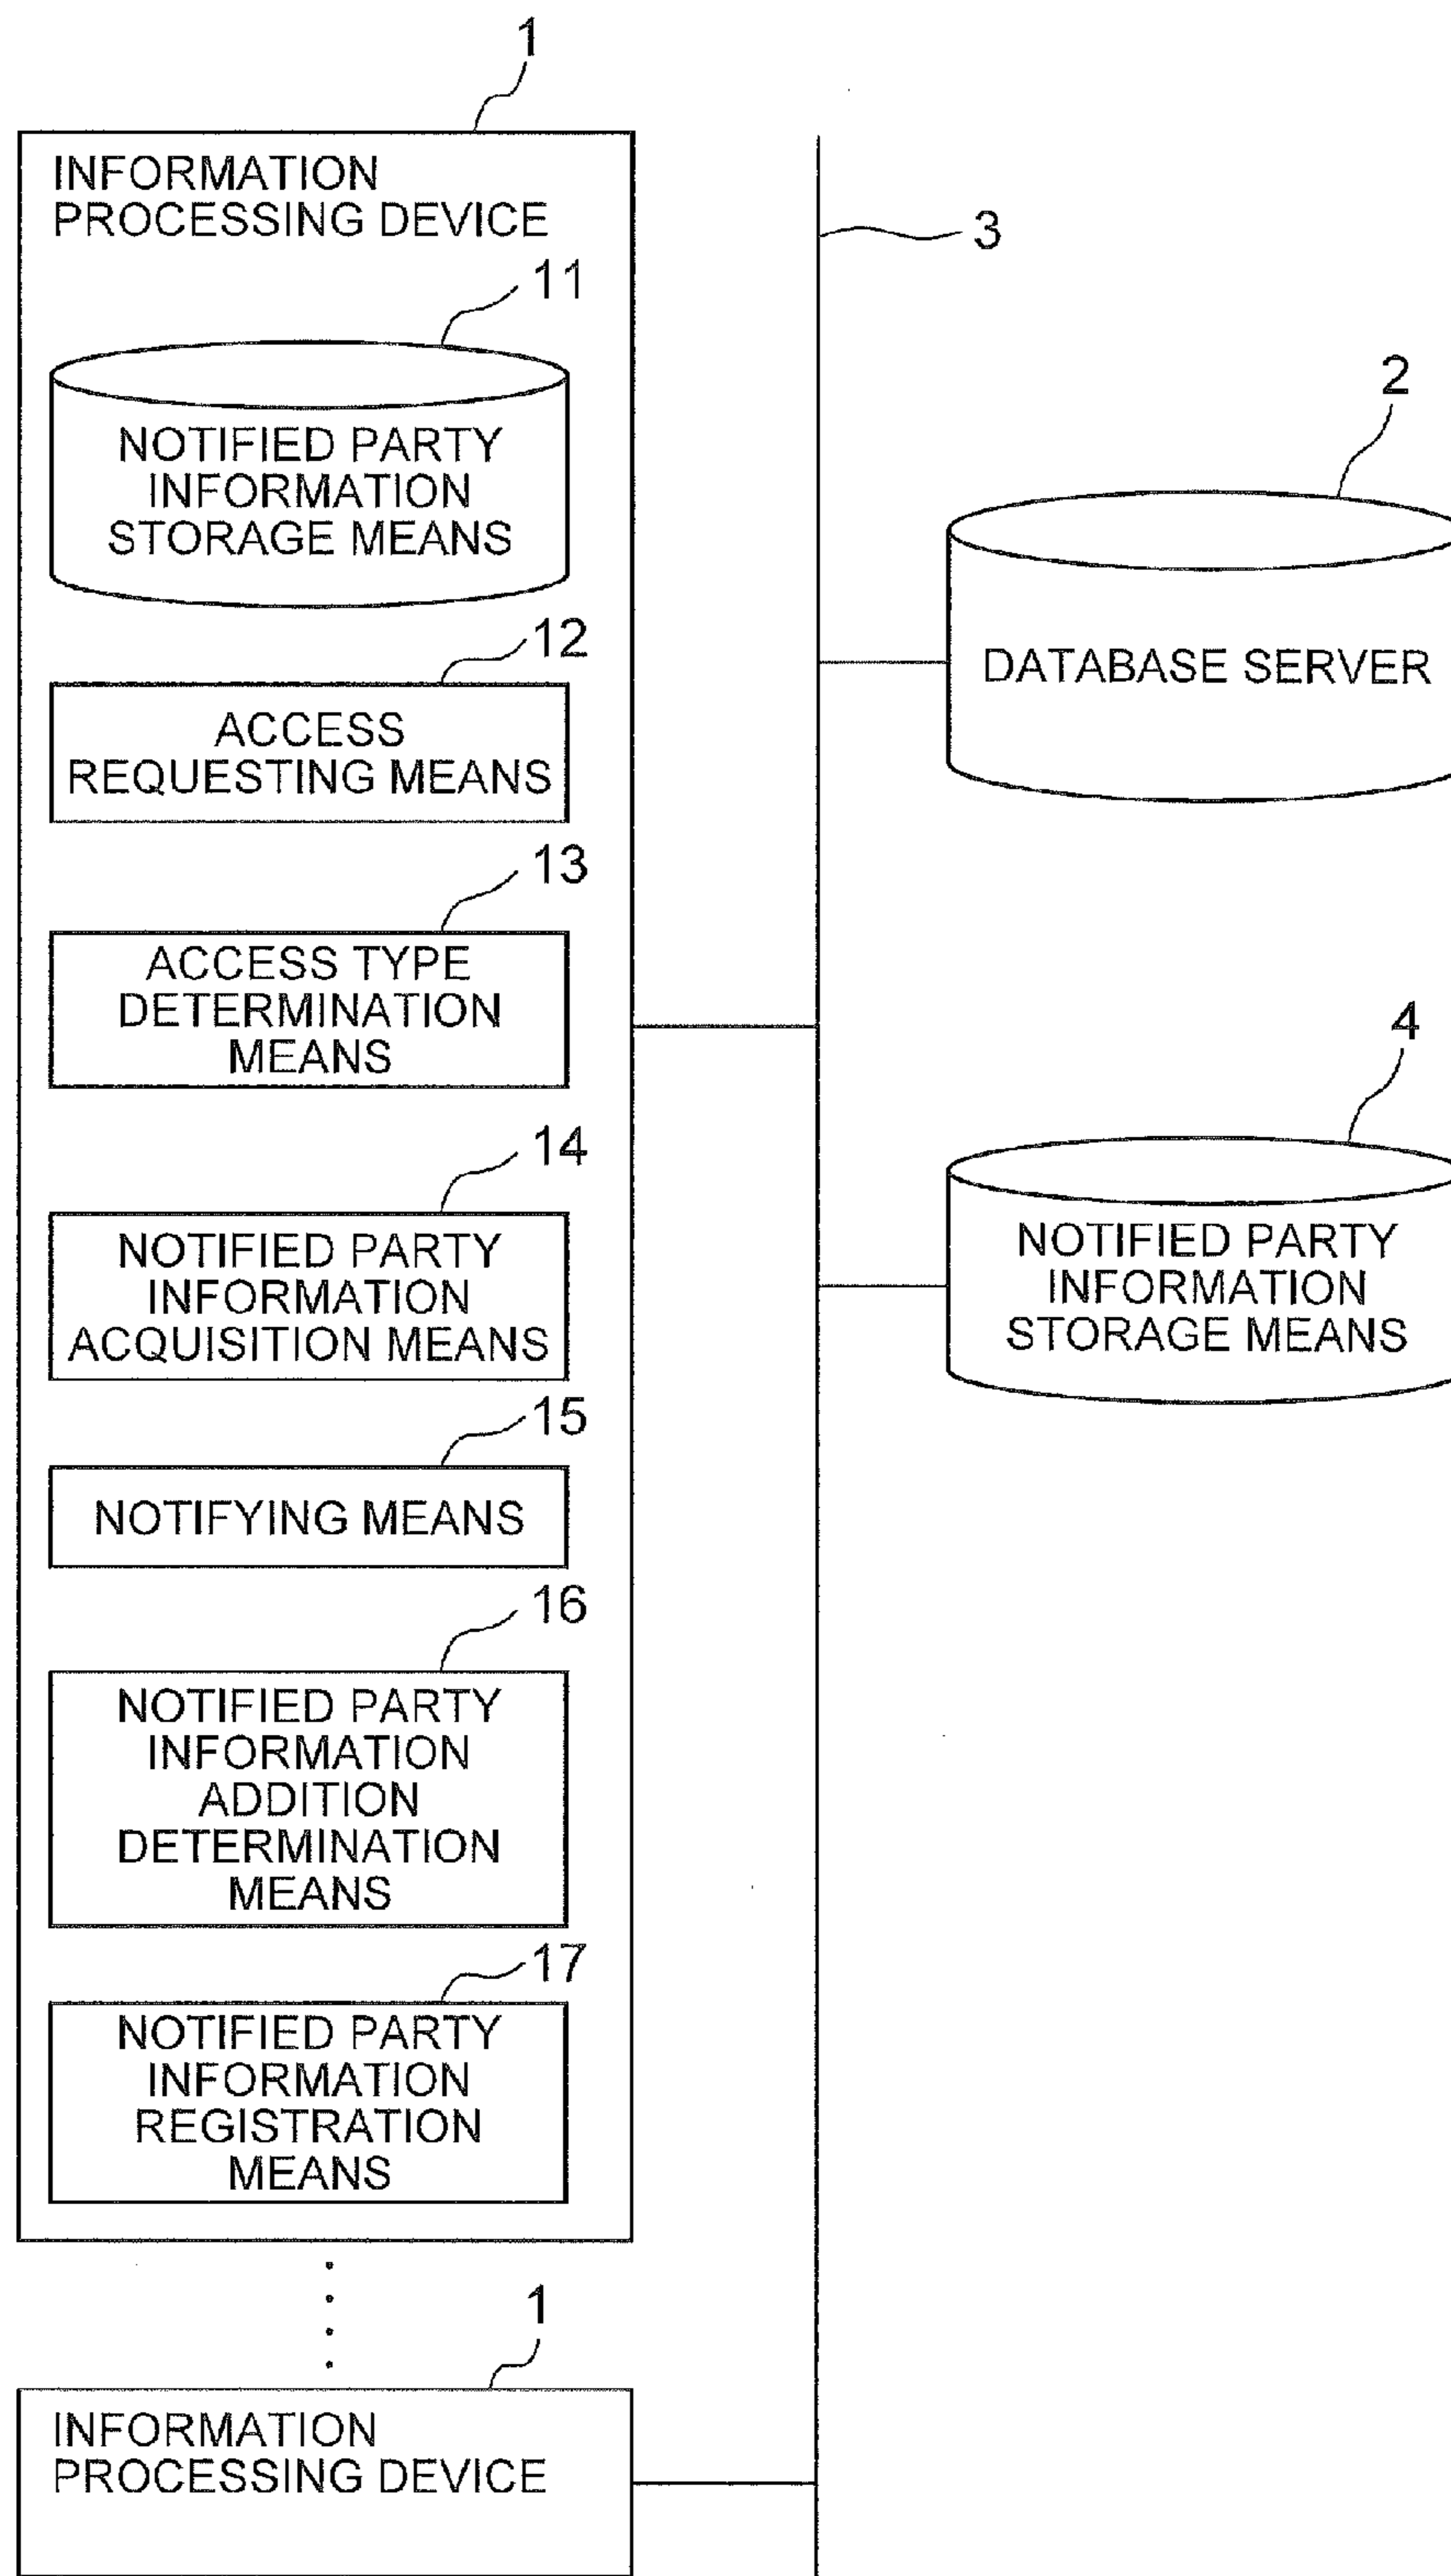 1
INFORMATION
PROCESSING DEVICE
11
NOTIFIED PARTY
INFORMATION
STORAGE MEANS
12
ACCESS
REQUESTING MEANS
13
ACCESS TYPE
DETERMINATION
MEANS
14
NOTIFIED PARTY
INFORMATION
ACQUISITION MEANS
15
NOTIFYING MEANS
16
NOTIFIED PARTY
INFORMATION
ADDITION
DETERMINATION
MEANS
17
NOTIFIED PARTY
INFORMATION
REGISTRATION
MEANS
1
INFORMATION
PROCESSING DEVICE
3
2
DATABASE SERVER
4
NOTIFIED PARTY
INFORMATION
STORAGE MEANS